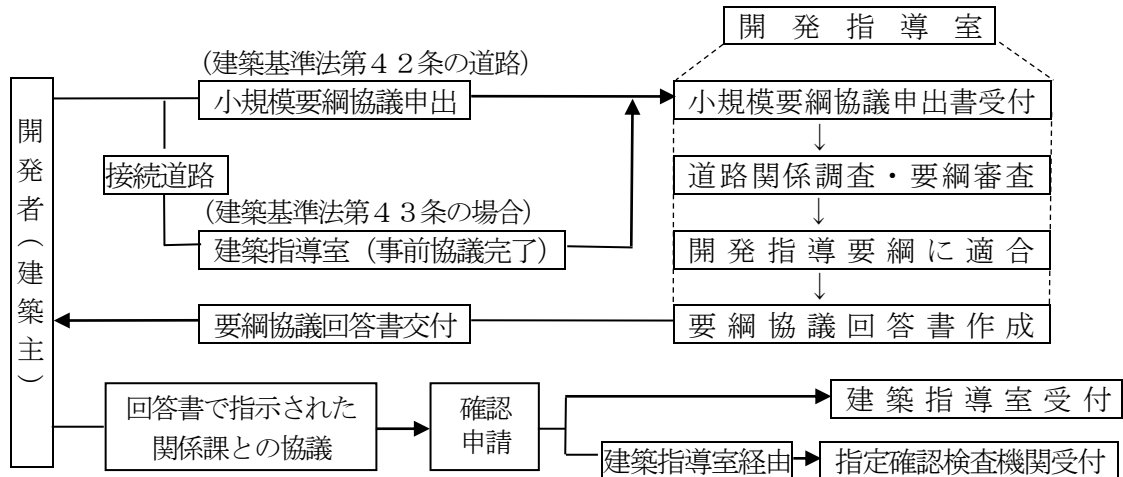 開発指導室
(建築基準法第42条の道路)
小規模要綱協議申出
小規模要綱協議申出書受付
↓
開発者(建築主)
接続道路
道路関係調査・要綱審査
↓
(建築基準法第43条の場合)
建築指導室(事前協議完了)
開発指導要綱に適合
↓
要綱協議回答書交付
要綱協議回答書作成
回答書で指示された
関係課との協議
確認
申請
建築指導室受付
建築指導室経由
指定確認検査機関受付